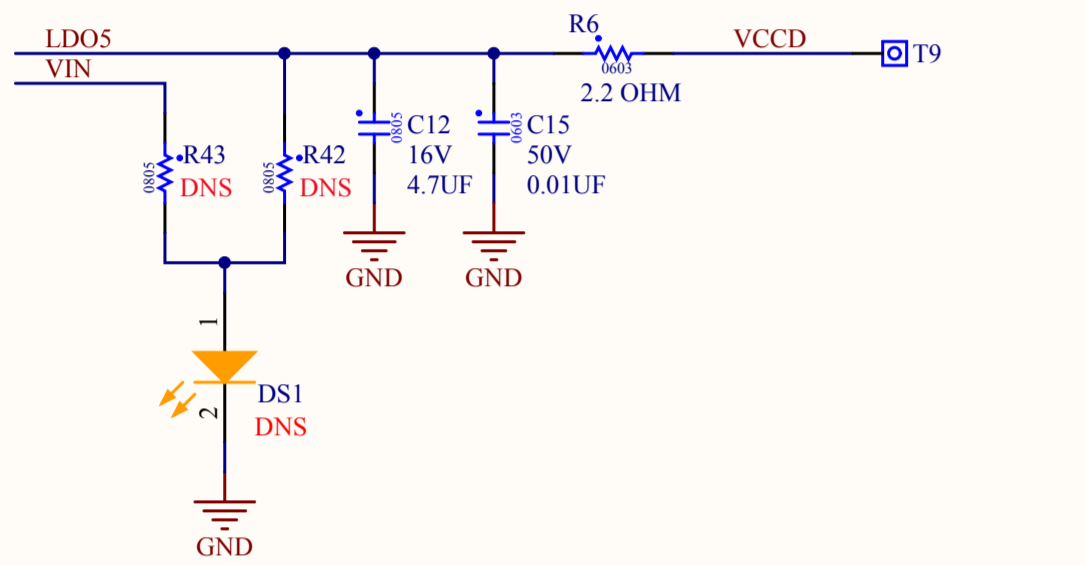 R6
LDO5
VCCD
T9
VIN
0603
2.2 OHM
0805
R43
DNS
0805
R42
DNS
0805
C12
16V
4.7UF
0603
C15
50V
0.01UF
GND
GND
1
DS1
2
DNS
GND